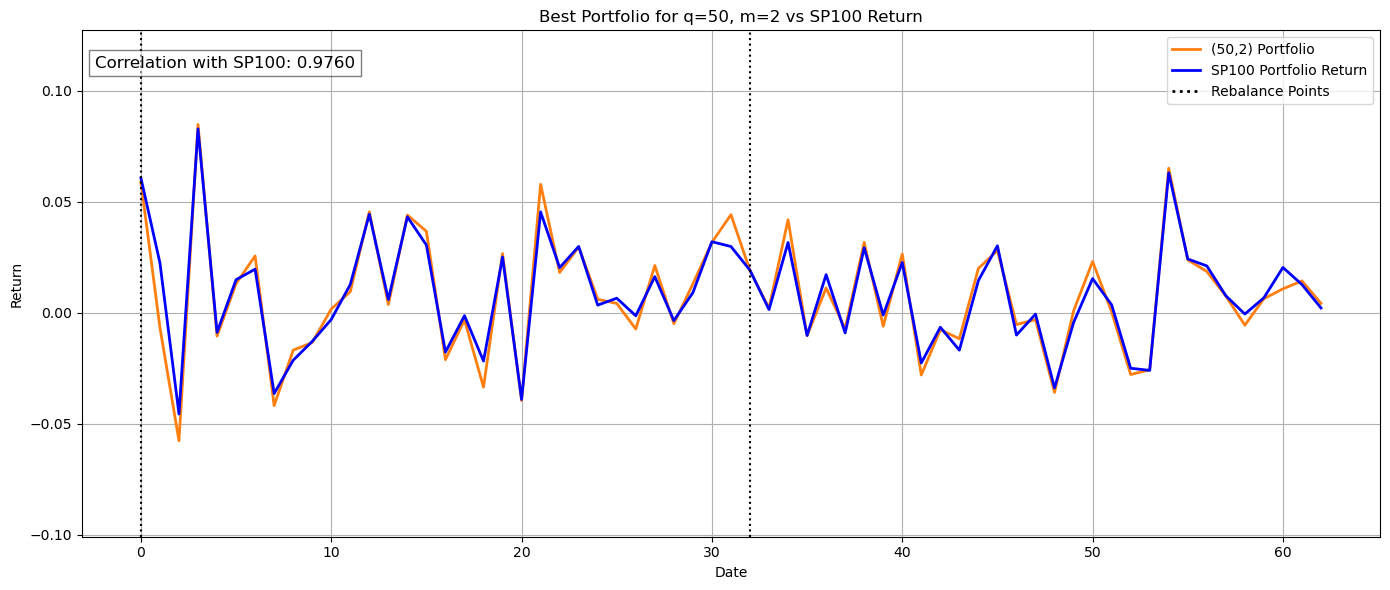 Best Portfolio for q=50, m=2 vs SP100 Return
Correlation with SP100: 0.9760
(50,2) Portfolio
SP100 Portfolio Return
Rebalance Points
Return
0.10
0.05
0.00
−0.05
−0.10
0 10 20 30 40 50 60
Date